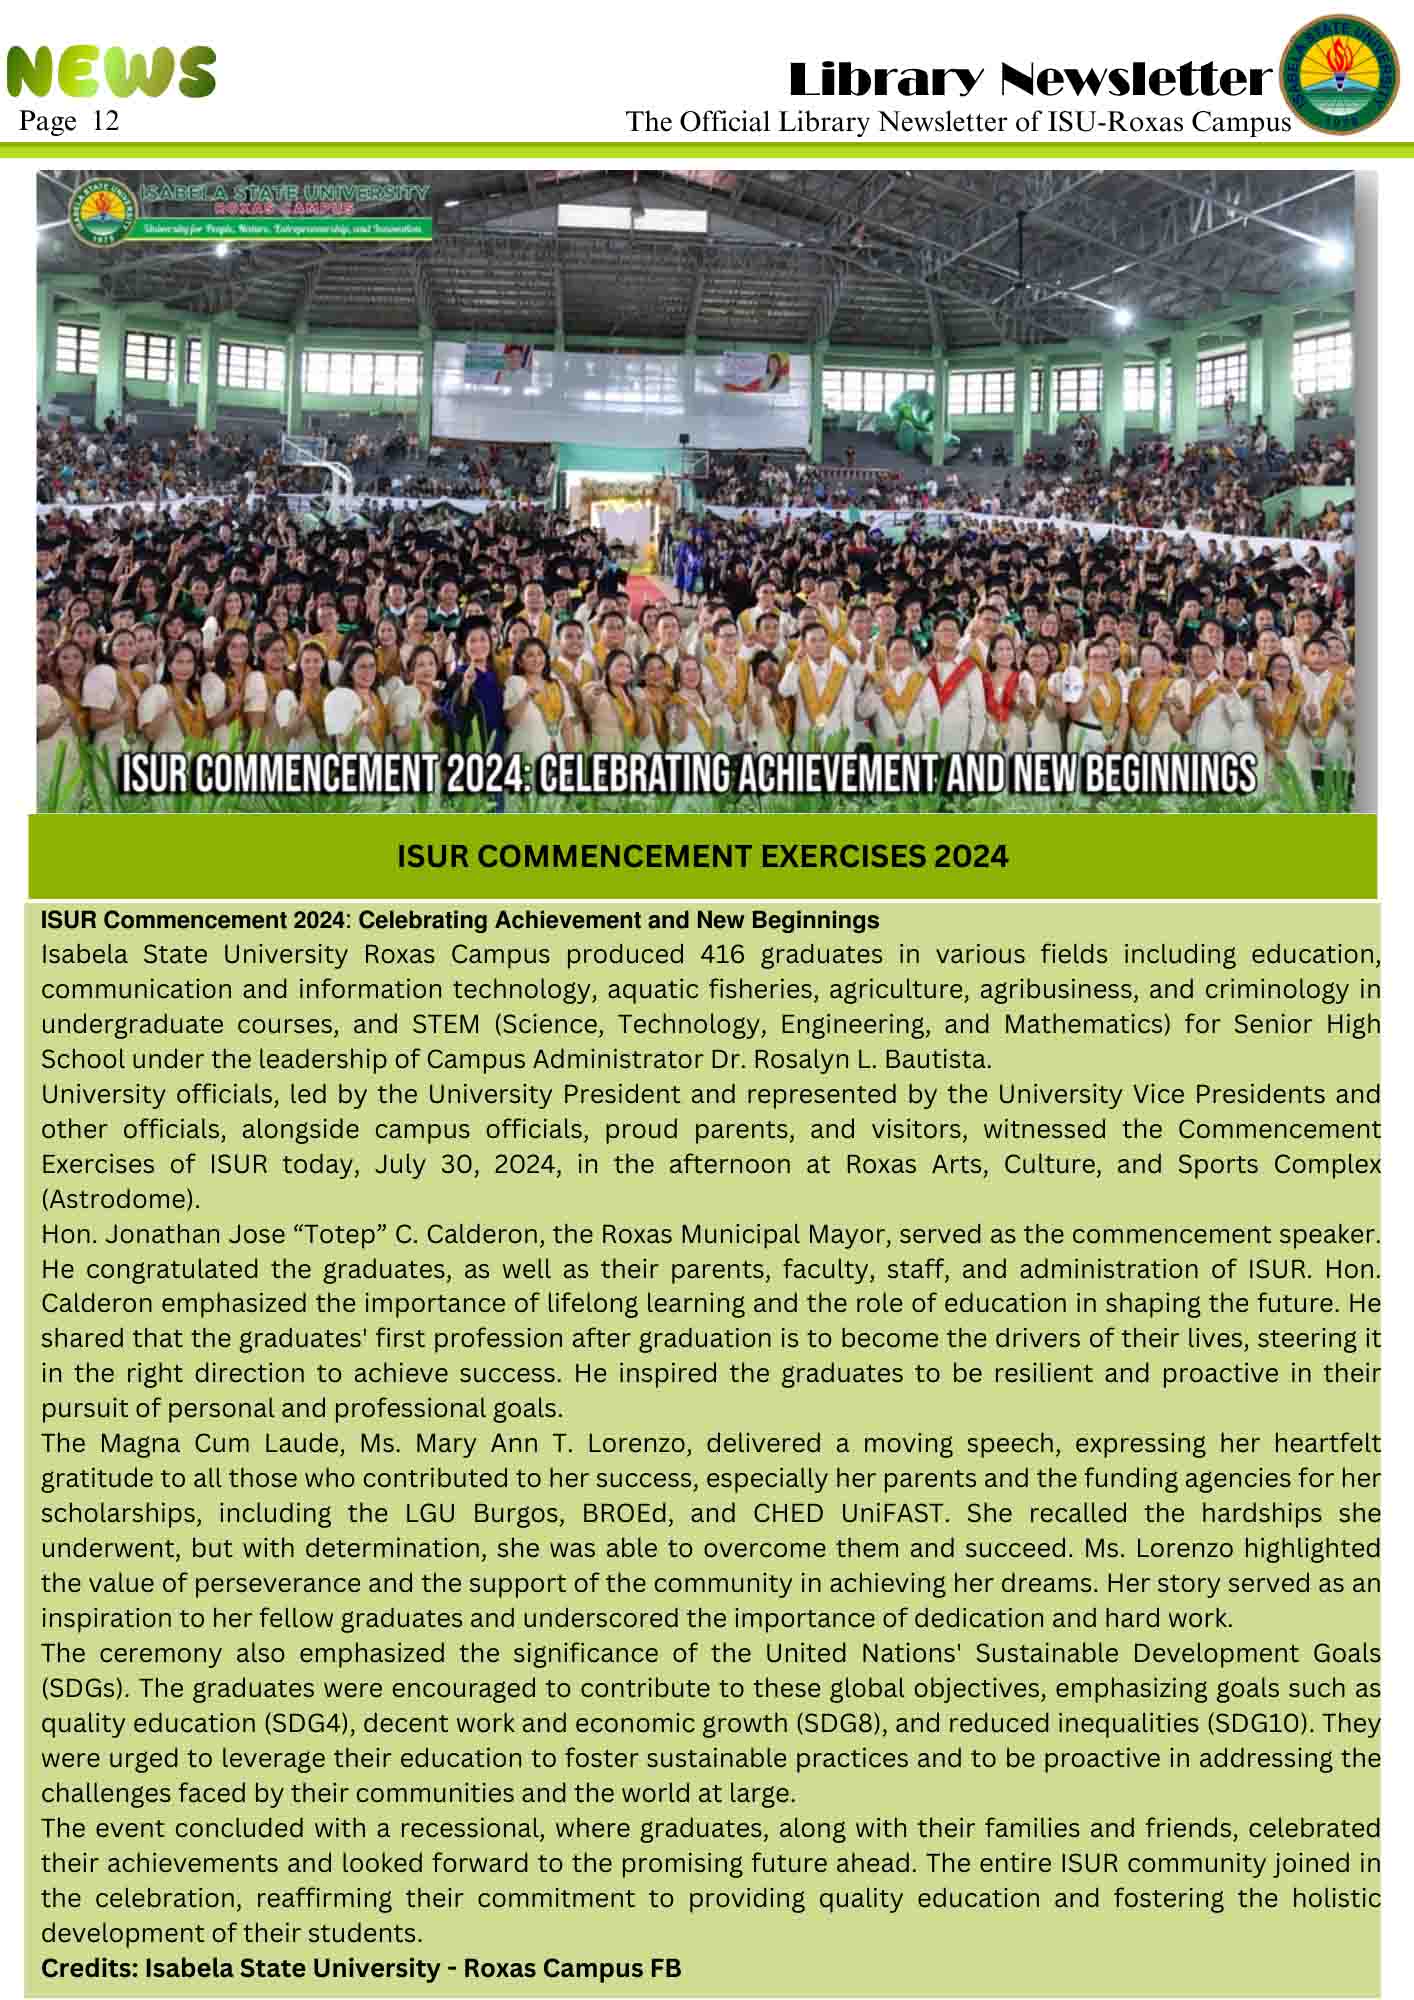 NEWS
Page 12
Library Newsletter
The Official Library Newsletter of ISU-Roxas Campus
ISABELA STATE UNIVERSITY
ISABELA STATE UNIVERSITY
ROXAS CAMPUS
University for People, Nature, Entrepreneurship, and Innovation
ISUR COMMENCEMENT 2024: CELEBRATING ACHIEVEMENT AND NEW BEGINNINGS
ISUR COMMENCEMENT EXERCISES 2024
ISUR Commencement 2024: Celebrating Achievement and New Beginnings
Isabela State University Roxas Campus produced 416 graduates in various fields including education,
communication and information technology, aquatic fisheries, agriculture, agribusiness, and criminology in
undergraduate courses, and STEM (Science, Technology, Engineering, and Mathematics) for Senior High
School under the leadership of Campus Administrator Dr. Rosalyn L. Bautista.
University officials, led by the University President and represented by the University Vice Presidents and
other officials, alongside campus officials, proud parents, and visitors, witnessed the Commencement
Exercises of ISUR today, July 30, 2024, in the afternoon at Roxas Arts, Culture, and Sports Complex
(Astrodome).
Hon. Jonathan Jose “Totep” C. Calderon, the Roxas Municipal Mayor, served as the commencement speaker.
He congratulated the graduates, as well as their parents, faculty, staff, and administration of ISUR. Hon.
Calderon emphasized the importance of lifelong learning and the role of education in shaping the future. He
shared that the graduates' first profession after graduation is to become the drivers of their lives, steering it
in the right direction to achieve success. He inspired the graduates to be resilient and proactive in their
pursuit of personal and professional goals.
The Magna Cum Laude, Ms. Mary Ann T. Lorenzo, delivered a moving speech, expressing her heartfelt
gratitude to all those who contributed to her success, especially her parents and the funding agencies for her
scholarships, including the LGU Burgos, BROEd, and CHED UniFAST. She recalled the hardships she
underwent, but with determination, she was able to overcome them and succeed. Ms. Lorenzo highlighted
the value of perseverance and the support of the community in achieving her dreams. Her story served as an
inspiration to her fellow graduates and underscored the importance of dedication and hard work.
The ceremony also emphasized the significance of the United Nations' Sustainable Development Goals
(SDGs). The graduates were encouraged to contribute to these global objectives, emphasizing goals such as
quality education (SDG4), decent work and economic growth (SDG8), and reduced inequalities (SDG10). They
were urged to leverage their education to foster sustainable practices and to be proactive in addressing the
challenges faced by their communities and the world at large.
The event concluded with a recessional, where graduates, along with their families and friends, celebrated
their achievements and looked forward to the promising future ahead. The entire ISUR community joined in
the celebration, reaffirming their commitment to providing quality education and fostering the holistic
development of their students.
Credits: Isabela State University - Roxas Campus FB